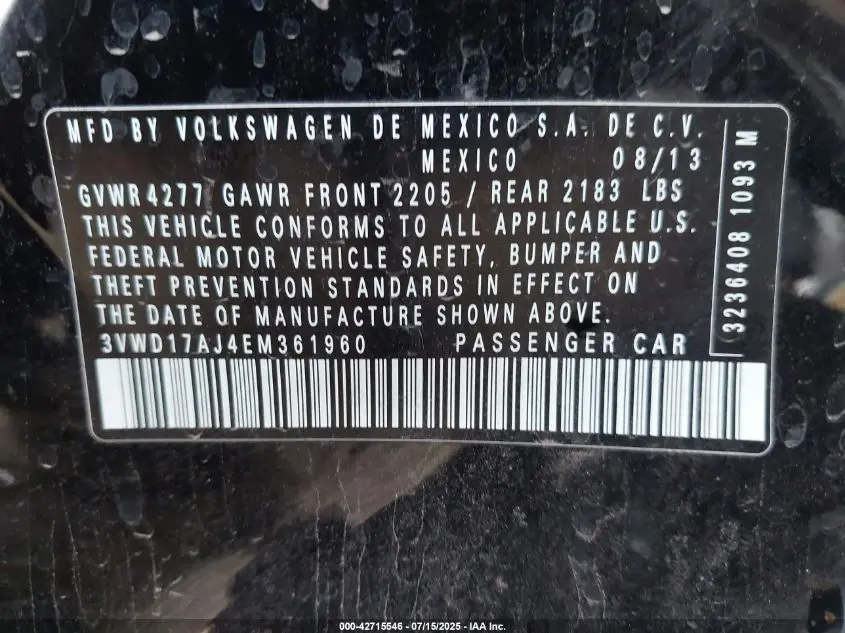 MFD BY VOLKSWAGEN DE MEXICO S.A. DE C.V.
MEXICO 08/13
GVWR 4277 GAWR FRONT 2205 / REAR 2183 LBS
THIS VEHICLE CONFORMS TO ALL APPLICABLE U.S.
FEDERAL MOTOR VEHICLE SAFETY, BUMPER AND
THEFT PREVENTION STANDARDS IN EFFECT ON
THE DATE OF MANUFACTURE SHOWN ABOVE.
3VWD17AJ4EM361960 PASSENGER CAR
3236408 1093 M
000-42715546 - 07/15/2025 - IAA Inc.